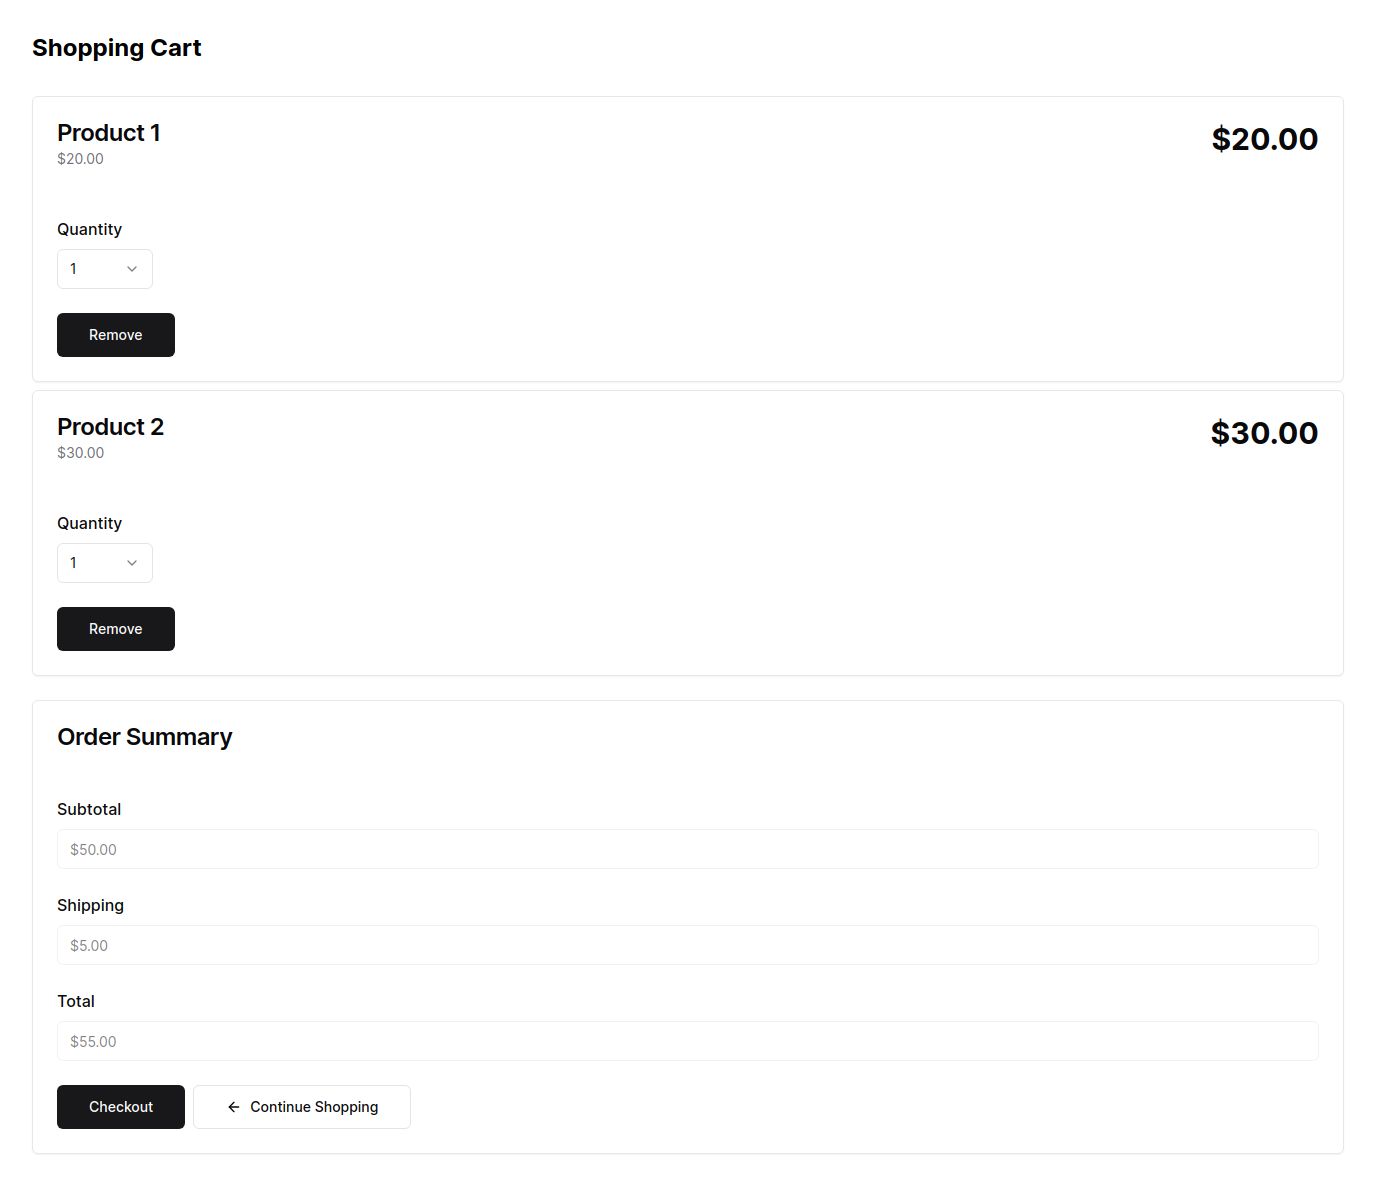 Shopping Cart
Product 1
$20.00
$20.00
Quantity
1
Remove
Product 2
$30.00
$30.00
Quantity
1
Remove
Order Summary
Subtotal
$50.00
Shipping
$5.00
Total
$55.00
Checkout
Continue Shopping